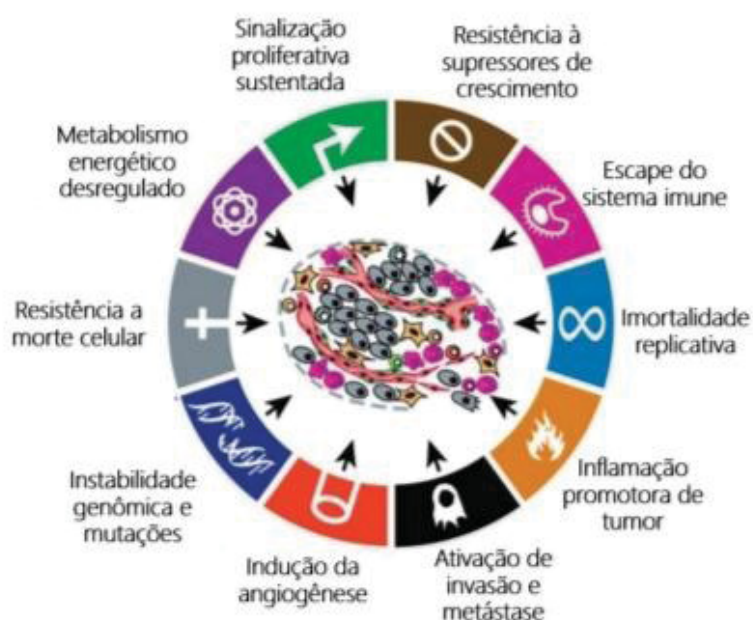 Sinalização
proliferativa
sustentada
Resistência à
supressores de
crescimento
Escape do
sistema imune
Imortalidade
replicativa
Inflamação
promotora de
tumor
Ativação de
invasão e
metástase
Indução da
angiogênese
Instabilidade
genômica e
mutações
Resistência a
morte celular
Metabolismo
energético
desregulado